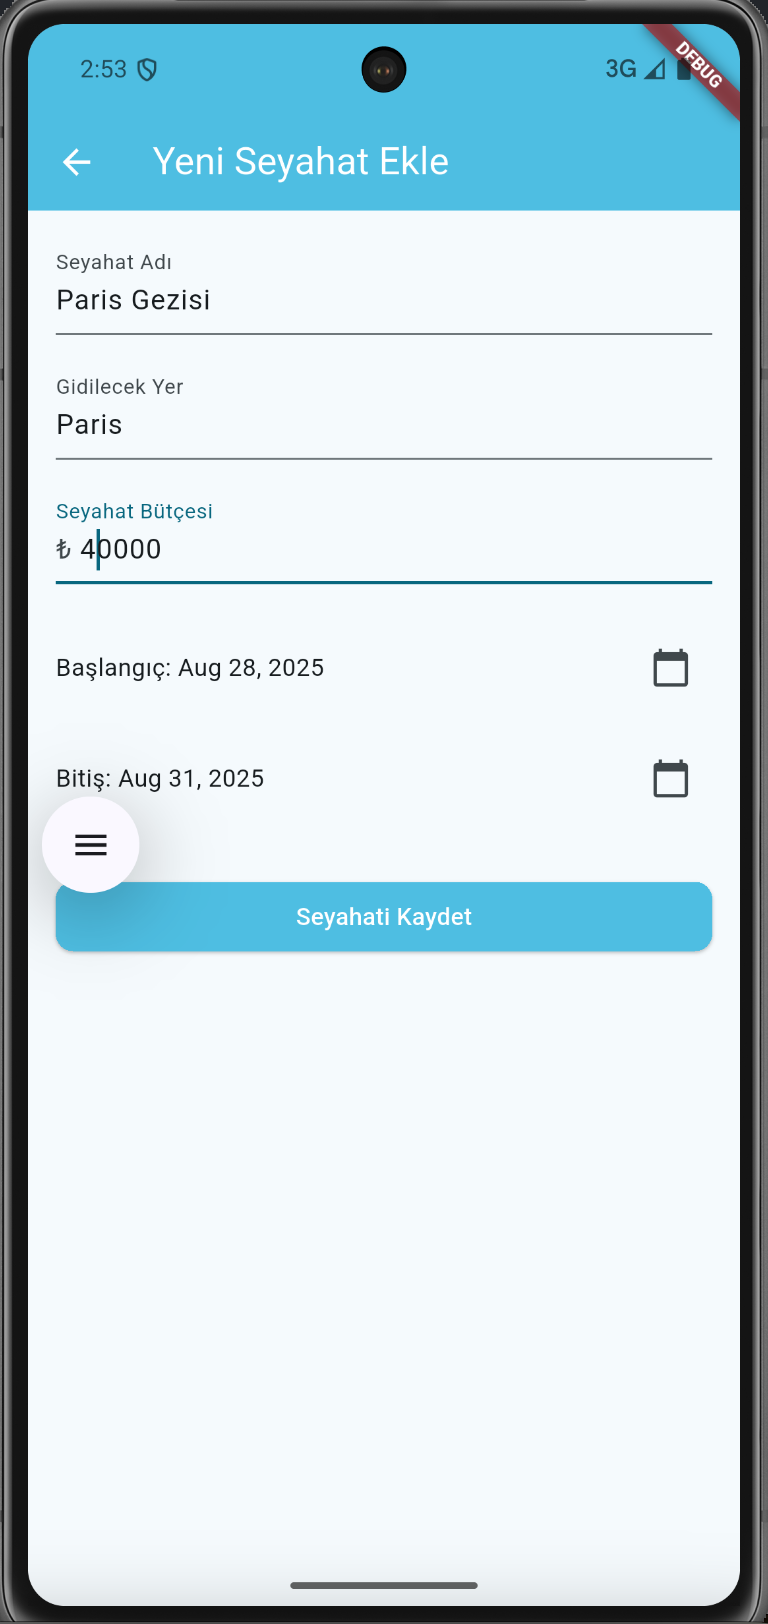 2:53
3G
DEBUG
Yeni Seyahat Ekle
Seyahat Adı
Paris Gezisi
Gidilecek Yer
Paris
Seyahat Bütçesi
₺ 40000
Başlangıç: Aug 28, 2025
Bitiş: Aug 31, 2025
Seyahati Kaydet